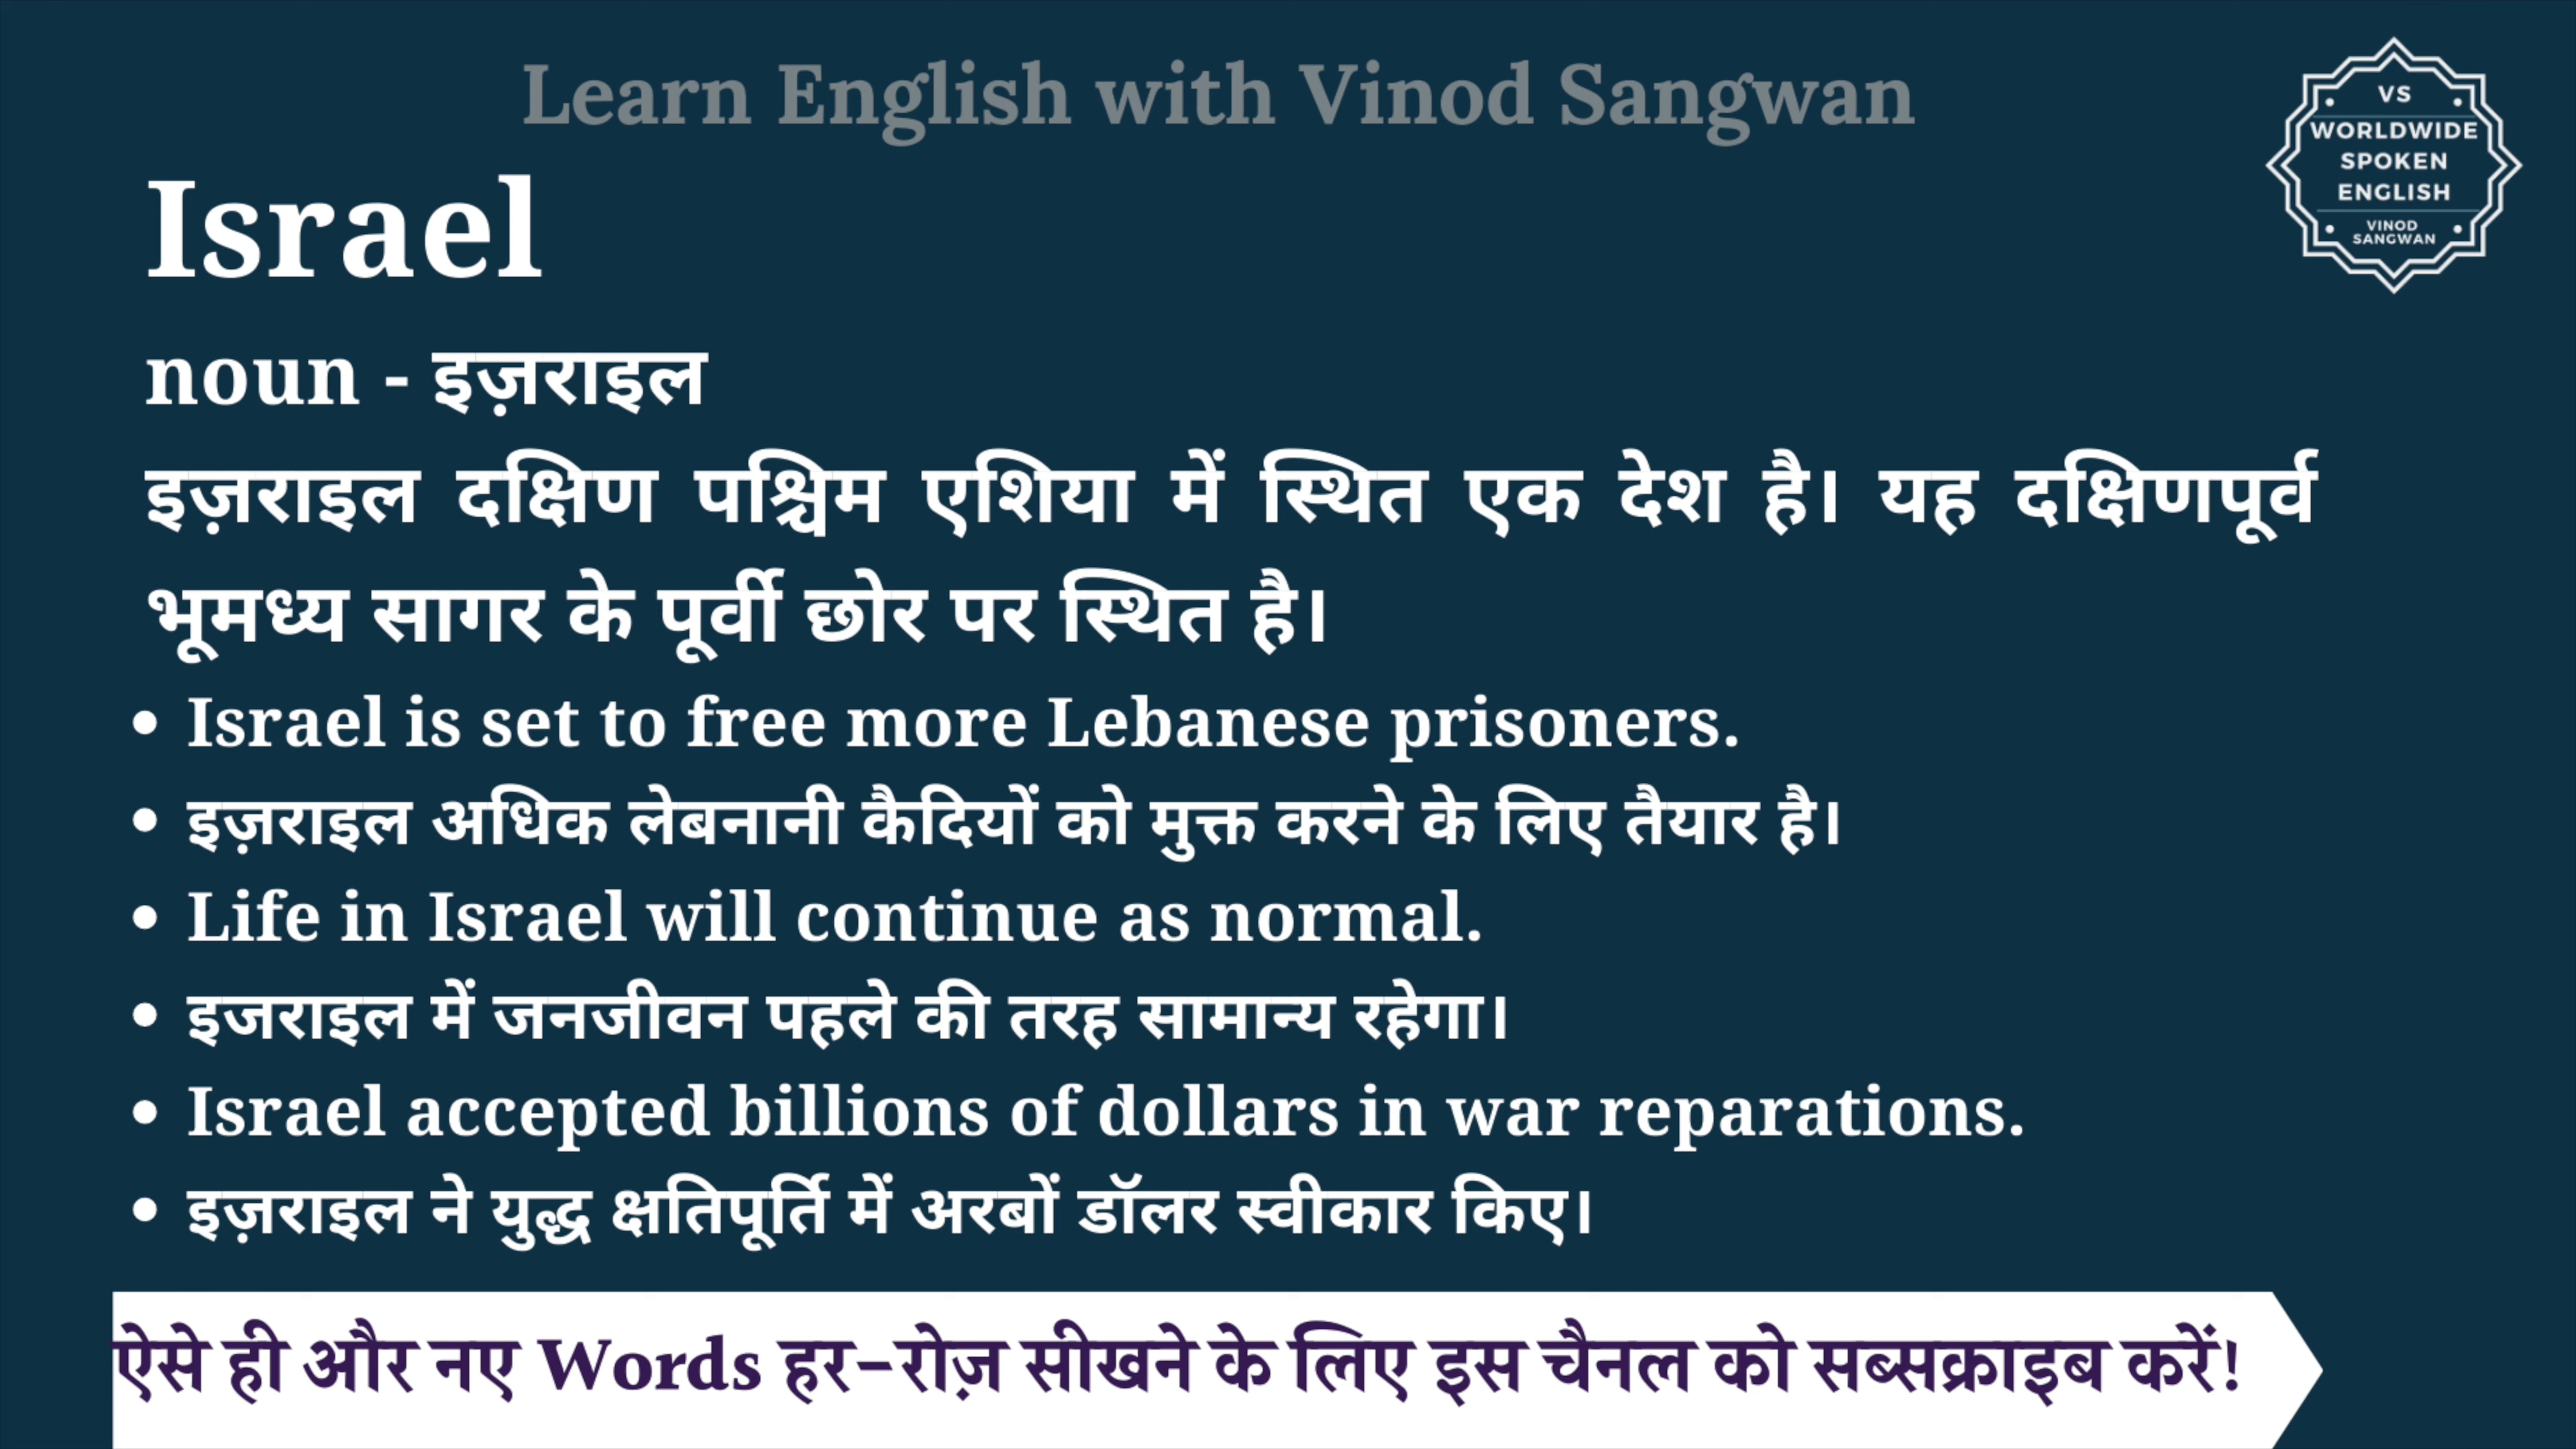 Learn English with Vinod Sangwan
VS
WORLDWIDE
SPOKEN
ENGLISH
VINOD
SANGWAN
Israel
noun - इज़राइल
इज़राइल दक्षिण पश्चिम एशिया में स्थित एक देश है। यह दक्षिणपूर्व
भूमध्य सागर के पूर्वी छोर पर स्थित है।
• Israel is set to free more Lebanese prisoners.
• इज़राइल अधिक लेबनानी कैदियों को मुक्त करने के लिए तैयार है।
• Life in Israel will continue as normal.
• इजराइल में जनजीवन पहले की तरह सामान्य रहेगा।
• Israel accepted billions of dollars in war reparations.
• इज़राइल ने युद्ध क्षतिपूर्ति में अरबों डॉलर स्वीकार किए।
ऐसे ही और नए Words हर-रोज़ सीखने के लिए इस चैनल को सब्सक्राइब करें!